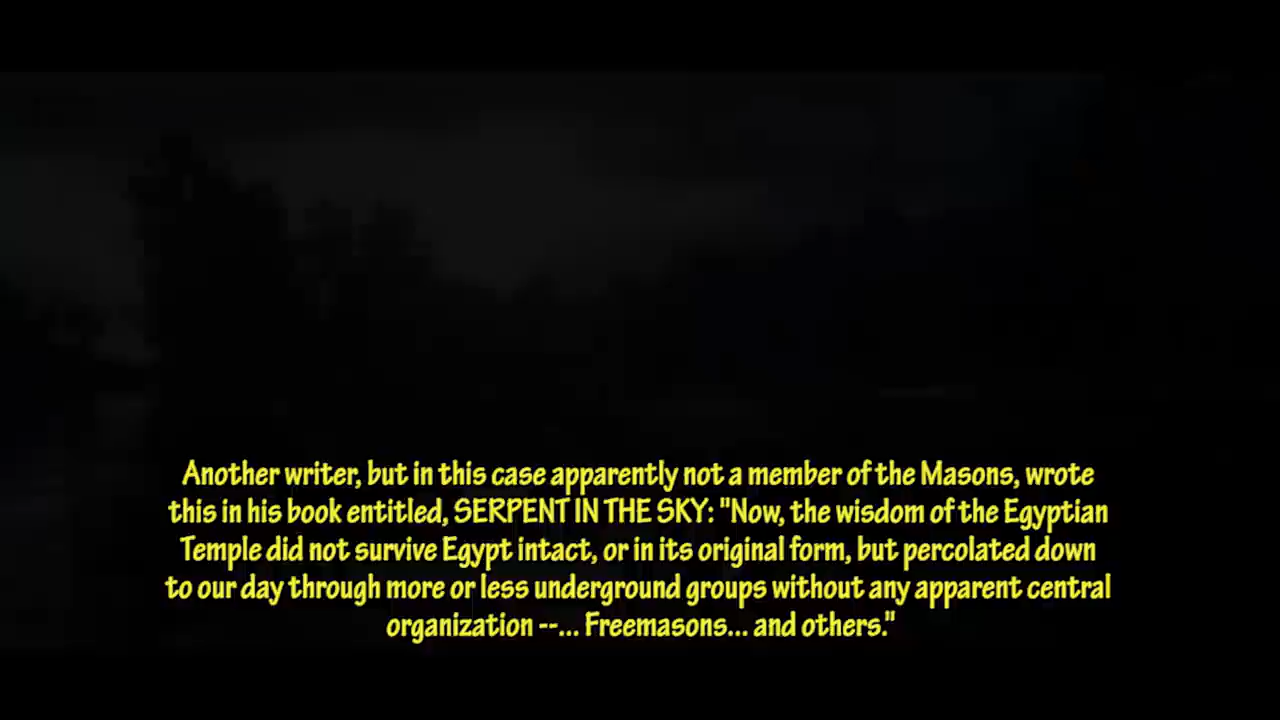 Another writer, but in this case apparently not a member of the Masons, wrote
this in his book entitled, SERPENT IN THE SKY: "Now, the wisdom of the Egyptian
Temple did not survive Egypt intact, or in its original form, but percolated down
to our day through more or less underground groups without any apparent central
organization --... Freemasons... and others."